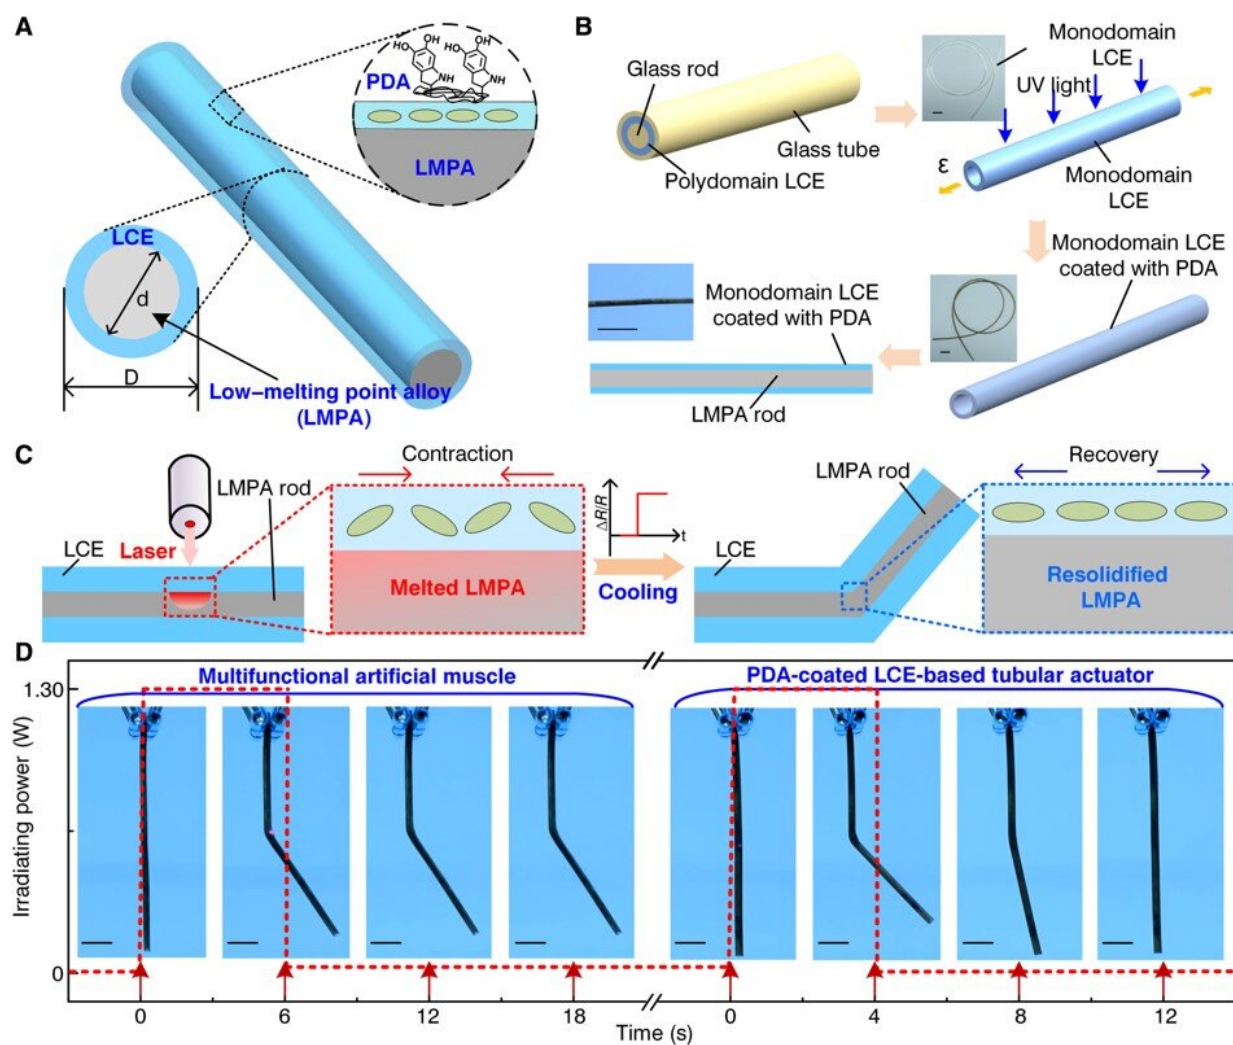 A
HO
OH
HO
OH
PDA
NH
NH
LMPA
LCE
d
D
Low–melting point alloy
(LMPA)
B
Glass rod
Glass tube
Polydomain LCE
Monodomain
LCE
UV light
ε
Monodomain
LCE
Monodomain LCE
coated with PDA
Monodomain LCE
coated with PDA
LMPA rod
C
LCE
Laser
LMPA rod
Contraction
Melted LMPA
ΔR/R
t
Cooling
LCE
LMPA rod
Recovery
Resolidified
LMPA
D
Multifunctional artificial muscle
PDA-coated LCE-based tubular actuator
Irradiating power (W)
1.30
0
0
6
12
18
0
4
8
12
Time (s)